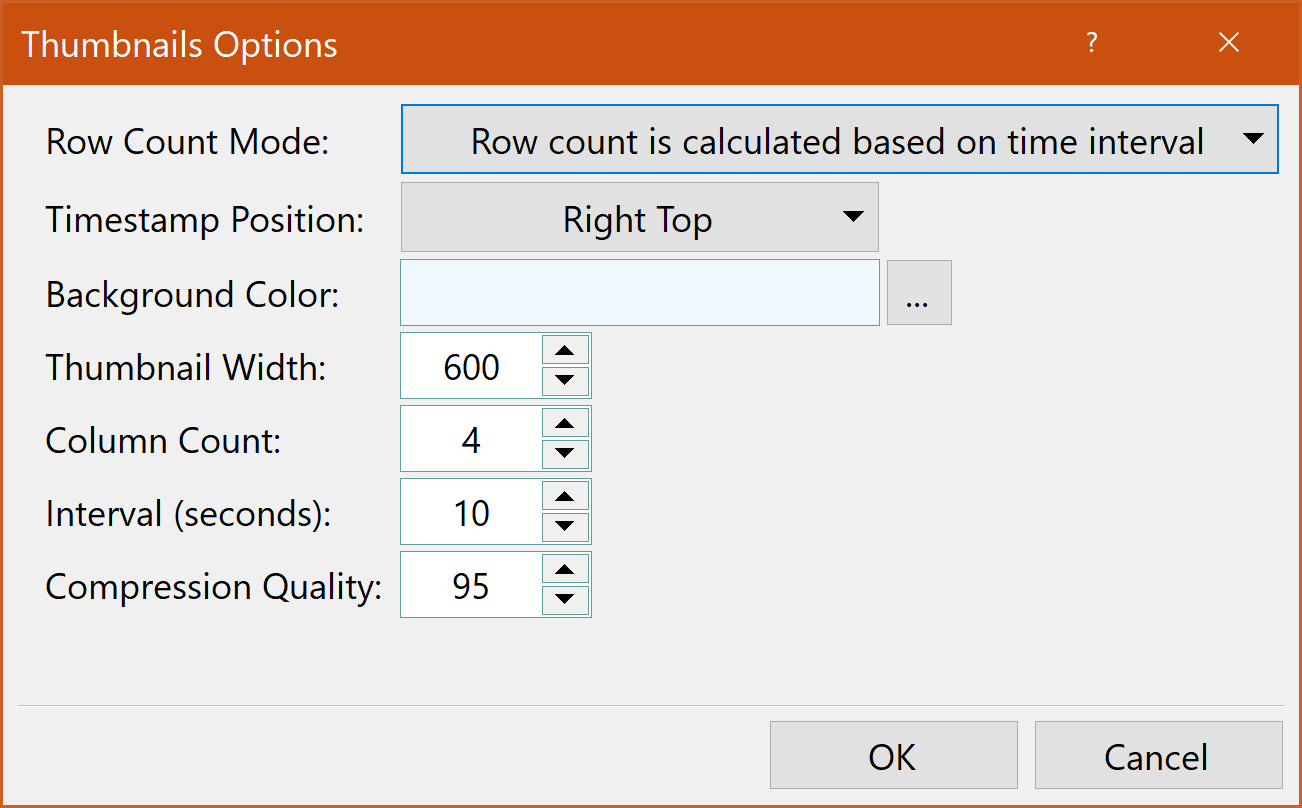 Thumbnails Options ?
Row Count Mode: Row count is calculated based on time interval
Timestamp Position: Right Top
Background Color: ...
Thumbnail Width: 600
Column Count: 4
Interval (seconds): 10
Compression Quality: 95
OK Cancel